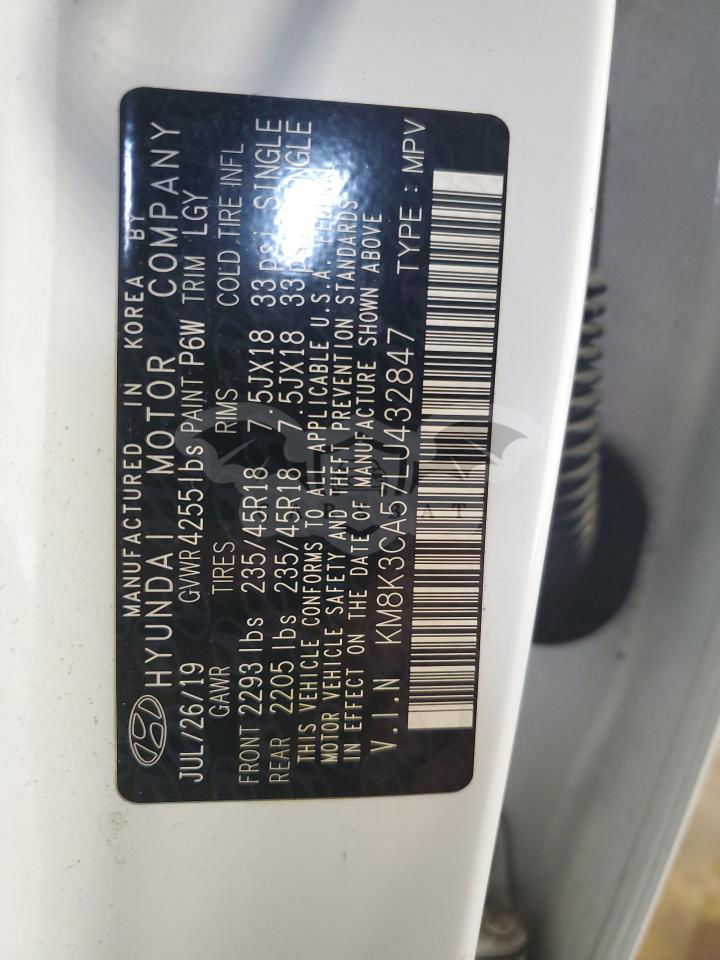 MANUFACTURED IN KOREA BY
HYUNDAI MOTOR COMPANY
JUL/26/19 GVWR 4255 lbs PAINT P6W TRIM LGY
GAWR TIRES RIMS COLD TIRE INFL
FRONT 2293 lbs 235/45R18 7.5JX18 33 PSI SINGLE
REAR 2205 lbs 235/45R18 7.5JX18 33
THIS VEHICLE CONFORMS TO ALL APPLICABLE U.S.A.
MOTOR VEHICLE SAFETY AND THEFT PREVENTION STANDARDS
IN EFFECT ON THE DATE OF MANUFACTURE SHOWN ABOVE
V.I.N KM8K3CA57LU432847 TYPE : MPV